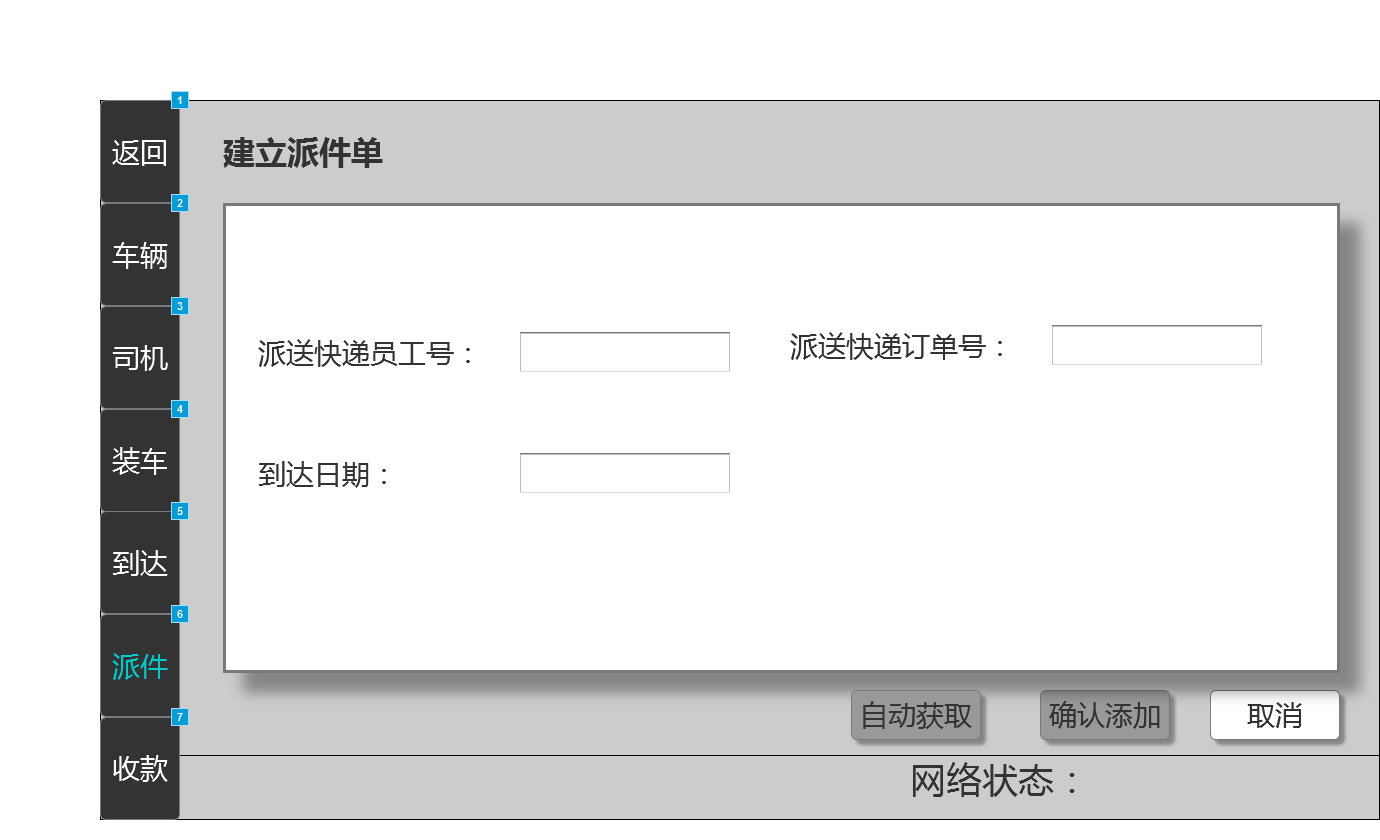 1
返回
建立派件单
2
车辆
3
司机
派送快递员工号：
派送快递订单号：
4
装车
到达日期：
5
到达
6
派件
7
自动获取
确认添加
取消
收款
网络状态：